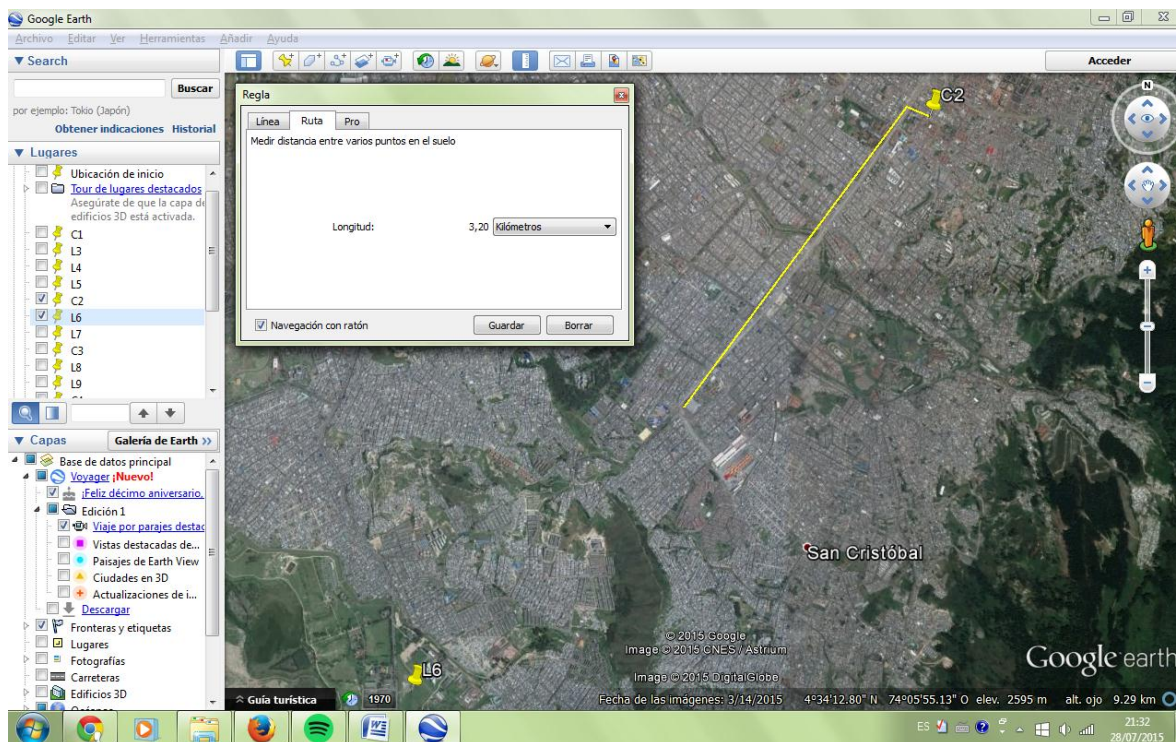 Google Earth
Archivo Editar Ver Herramientas Añadir Ayuda
▼ Search
Buscar
por ejemplo: Tokio (Japón)
Obtener indicaciones Historial
▼ Lugares
Ubicación de inicio
Tour de lugares destacados
Asegúrate de que la capa de
edificios 3D está activada.
C1
L3
L4
L5
C2
L6
L7
C3
L8
L9
▼ Capas
Galería de Earth >>
Base de datos principal
Voyager ¡Nuevo!
¡Feliz décimo aniversario,
Edición 1
Viaje por parajes destac
Vistas destacadas de...
Paisajes de Earth View
Ciudades en 3D
Actualizaciones de i...
Descargar
Fronteras y etiquetas
Lugares
Fotografías
Carreteras
Edificios 3D
Acceder
Regla
Línea Ruta Pro
Medir distancia entre varios puntos en el suelo
Longitud: 3,20 Kilómetros
Navegación con ratón
Guardar Borrar
C2
N
San Cristóbal
L6
© 2015 Google
Image © 2015 CNES / Astrium
Image © 2015 DigitalGlobe
Google earth
Guía turística
1970
Fecha de las imágenes: 3/14/2015 4°34'12.80" N 74°05'55.13" O elev. 2595 m alt. ojo 9.29 km
ES
21:32
28/07/2015